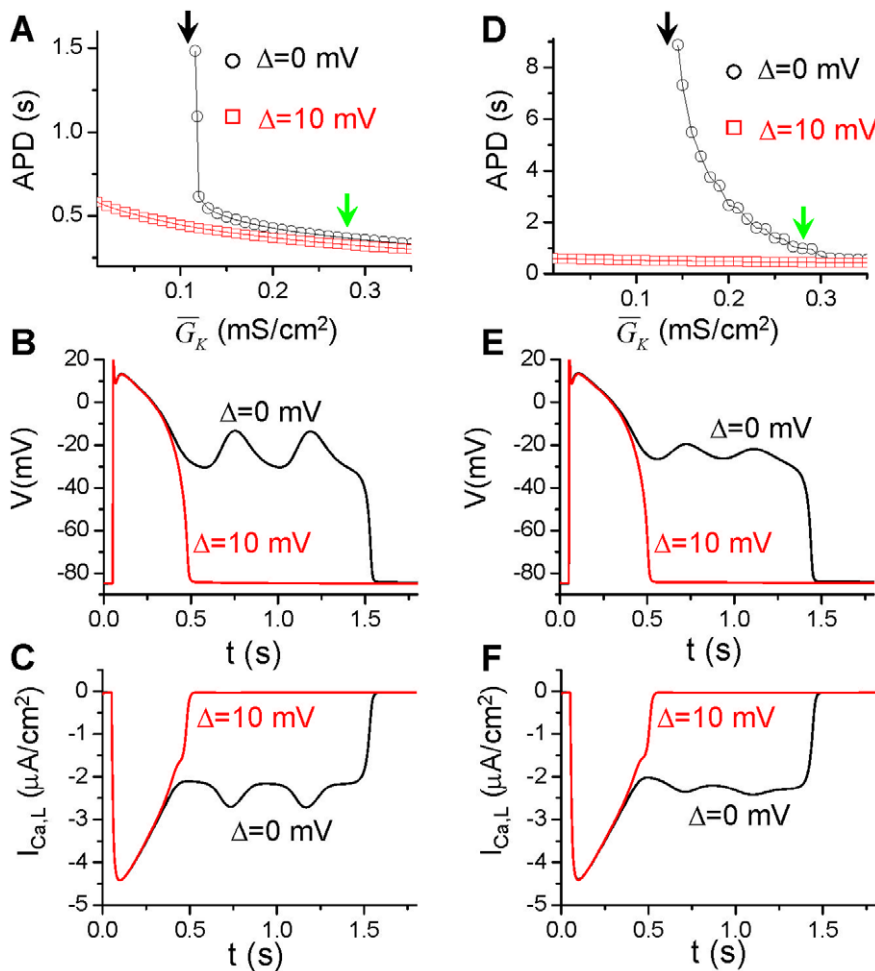 A
APD (s)
1.5
1.0
0.5
Δ=0 mV
Δ=10 mV
0.1
0.2
0.3
G̅K (mS/cm²)
D
APD (s)
8
6
4
2
0
Δ=0 mV
Δ=10 mV
0.1
0.2
0.3
G̅K (mS/cm²)
B
V(mV)
20
0
-20
-40
-60
-80
Δ=0 mV
Δ=10 mV
0.0
0.5
1.0
1.5
t (s)
E
V(mV)
20
0
-20
-40
-60
-80
Δ=0 mV
Δ=10 mV
0.0
0.5
1.0
1.5
t (s)
C
ICa,L (μA/cm²)
0
-1
-2
-3
-4
-5
Δ=10 mV
Δ=0 mV
0.0
0.5
1.0
1.5
t (s)
F
ICa,L (μA/cm²)
0
-1
-2
-3
-4
-5
Δ=10 mV
Δ=0 mV
0.0
0.5
1.0
1.5
t (s)